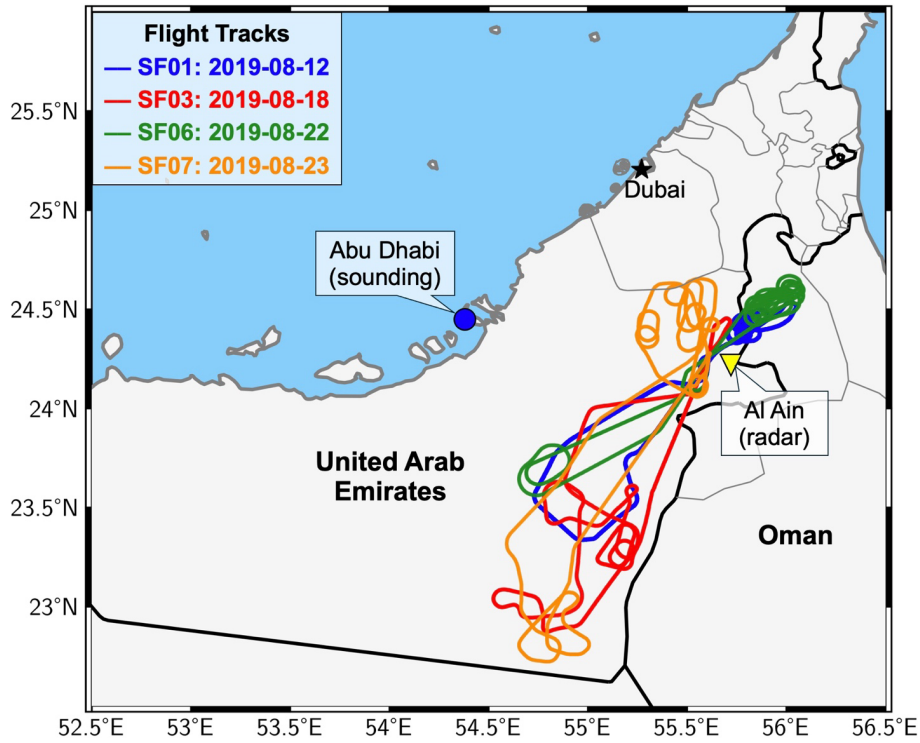 Flight Tracks
SF01: 2019-08-12
SF03: 2019-08-18
SF06: 2019-08-22
SF07: 2019-08-23
25.5°N
25°N
24.5°N
24°N
23.5°N
23°N
Dubai
Abu Dhabi
(sounding)
Al Ain
(radar)
United Arab
Emirates
Oman
52.5°E
53°E
53.5°E
54°E
54.5°E
55°E
55.5°E
56°E
56.5°E